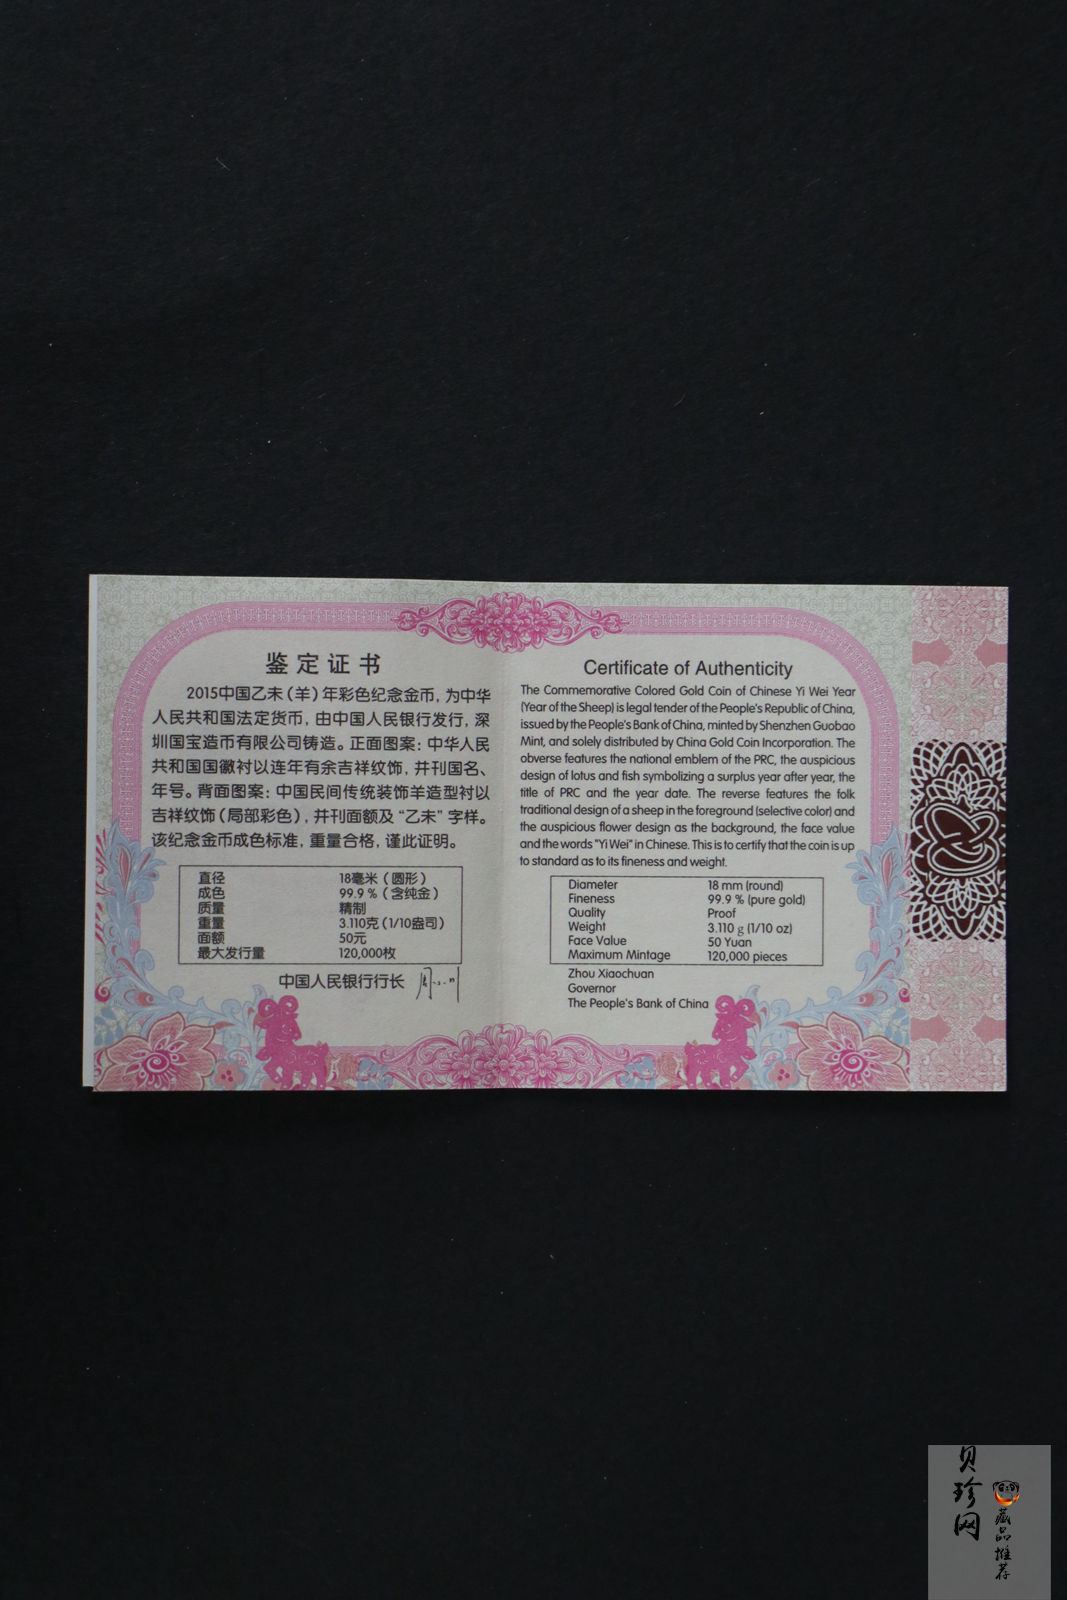 鉴定证书
2015中国乙未（羊）年彩色纪念金币，为中华
人民共和国法定货币，由中国人民银行发行，深
圳国宝造币有限公司铸造。正面图案：中华人民
共和国国徽衬以连年有余吉祥纹饰，并刊国名、
年号。背面图案：中国民间传统装饰羊造型衬以
吉祥纹饰（局部彩色），并刊面额及“乙未”字样。
该纪念金币成色标准，重量合格，谨此证明。
直径 18毫米（圆形）
成色 99.9％（含纯金）
质量 精制
重量 3.110克（1/10盎司）
面额 50元
最大发行量 120,000枚
中国人民银行行长
Certificate of Authenticity
The Commemorative Colored Gold Coin of Chinese Yi Wei Year
(Year of the Sheep) is legal tender of the People's Republic of China,
issued by the People's Bank of China, minted by Shenzhen Guobao
Mint, and solely distributed by China Gold Coin Incorporation. The
obverse features the national emblem of the PRC, the auspicious
design of lotus and fish symbolizing a surplus year after year, the
title of PRC and the year date. The reverse features the folk
traditional design of a sheep in the foreground (selective color) and
the auspicious flower design as the background, the face value
and the words "Yi Wei" in Chinese. This is to certify that the coin is up
to standard as to its fineness and weight.
Diameter 18 mm (round)
Fineness 99.9 % (pure gold)
Quality Proof
Weight 3.110 g (1/10 oz)
Face Value 50 Yuan
Maximum Mintage 120,000 pieces
Zhou Xiaochuan
Governor
The People's Bank of China
贝珍网
藏品推荐